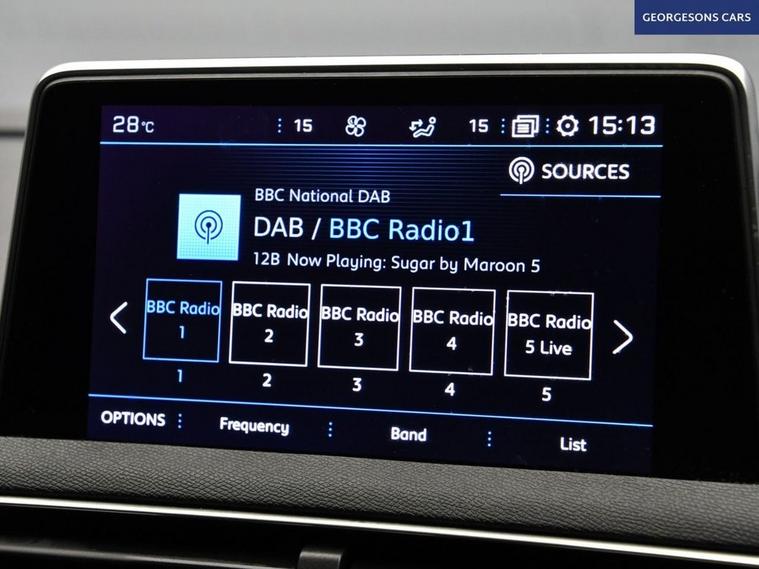 GEORGESONS CARS
28°C 15 15 15:13
SOURCES
BBC National DAB
DAB / BBC Radio1
12B Now Playing: Sugar by Maroon 5
BBC Radio 1
BBC Radio 2
BBC Radio 3
BBC Radio 4
BBC Radio 5 Live
1 2 3 4 5
OPTIONS Frequency Band List